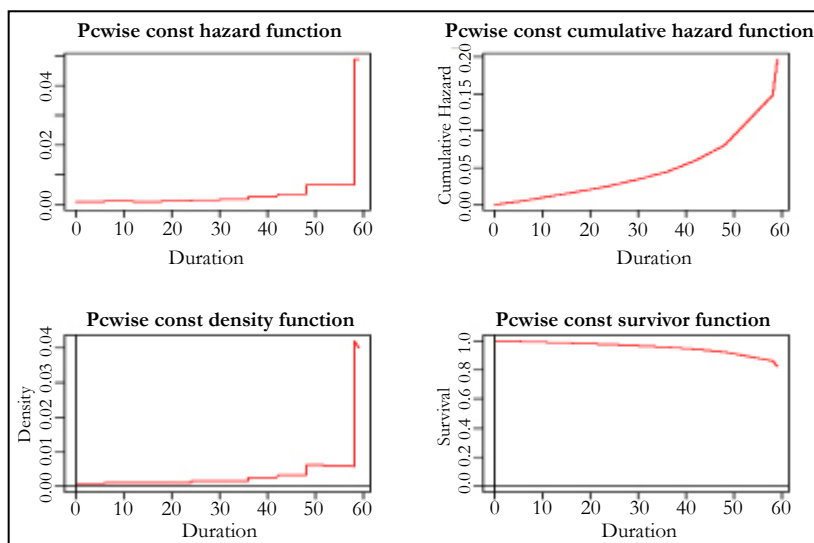 Pcwise const hazard function
0.04
0.02
0.00
0 10 20 30 40 50 60
Duration
Pcwise const cumulative hazard function
Cumulative Hazard
0.20
0.15
0.10
0.05
0.00
0 10 20 30 40 50 60
Duration
Pcwise const density function
Density
0.04
0.03
0.02
0.01
0.00
0 10 20 30 40 50 60
Duration
Pcwise const survivor function
Survival
1.0
0.8
0.6
0.4
0.2
0.0
0 10 20 30 40 50 60
Duration